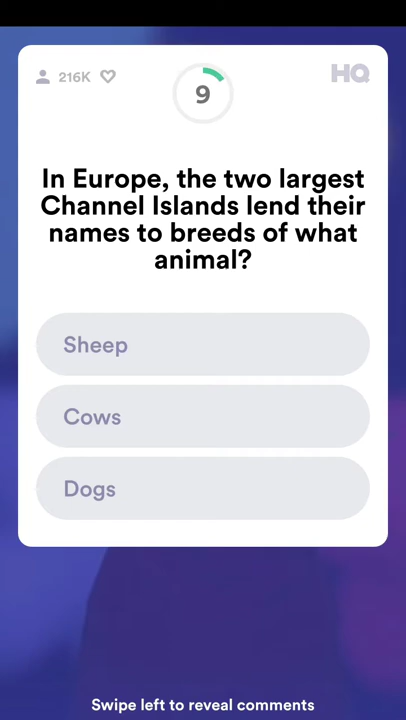 216K
HQ
9
In Europe, the two largest
Channel Islands lend their
names to breeds of what
animal?
Sheep
Cows
Dogs
Swipe left to reveal comments